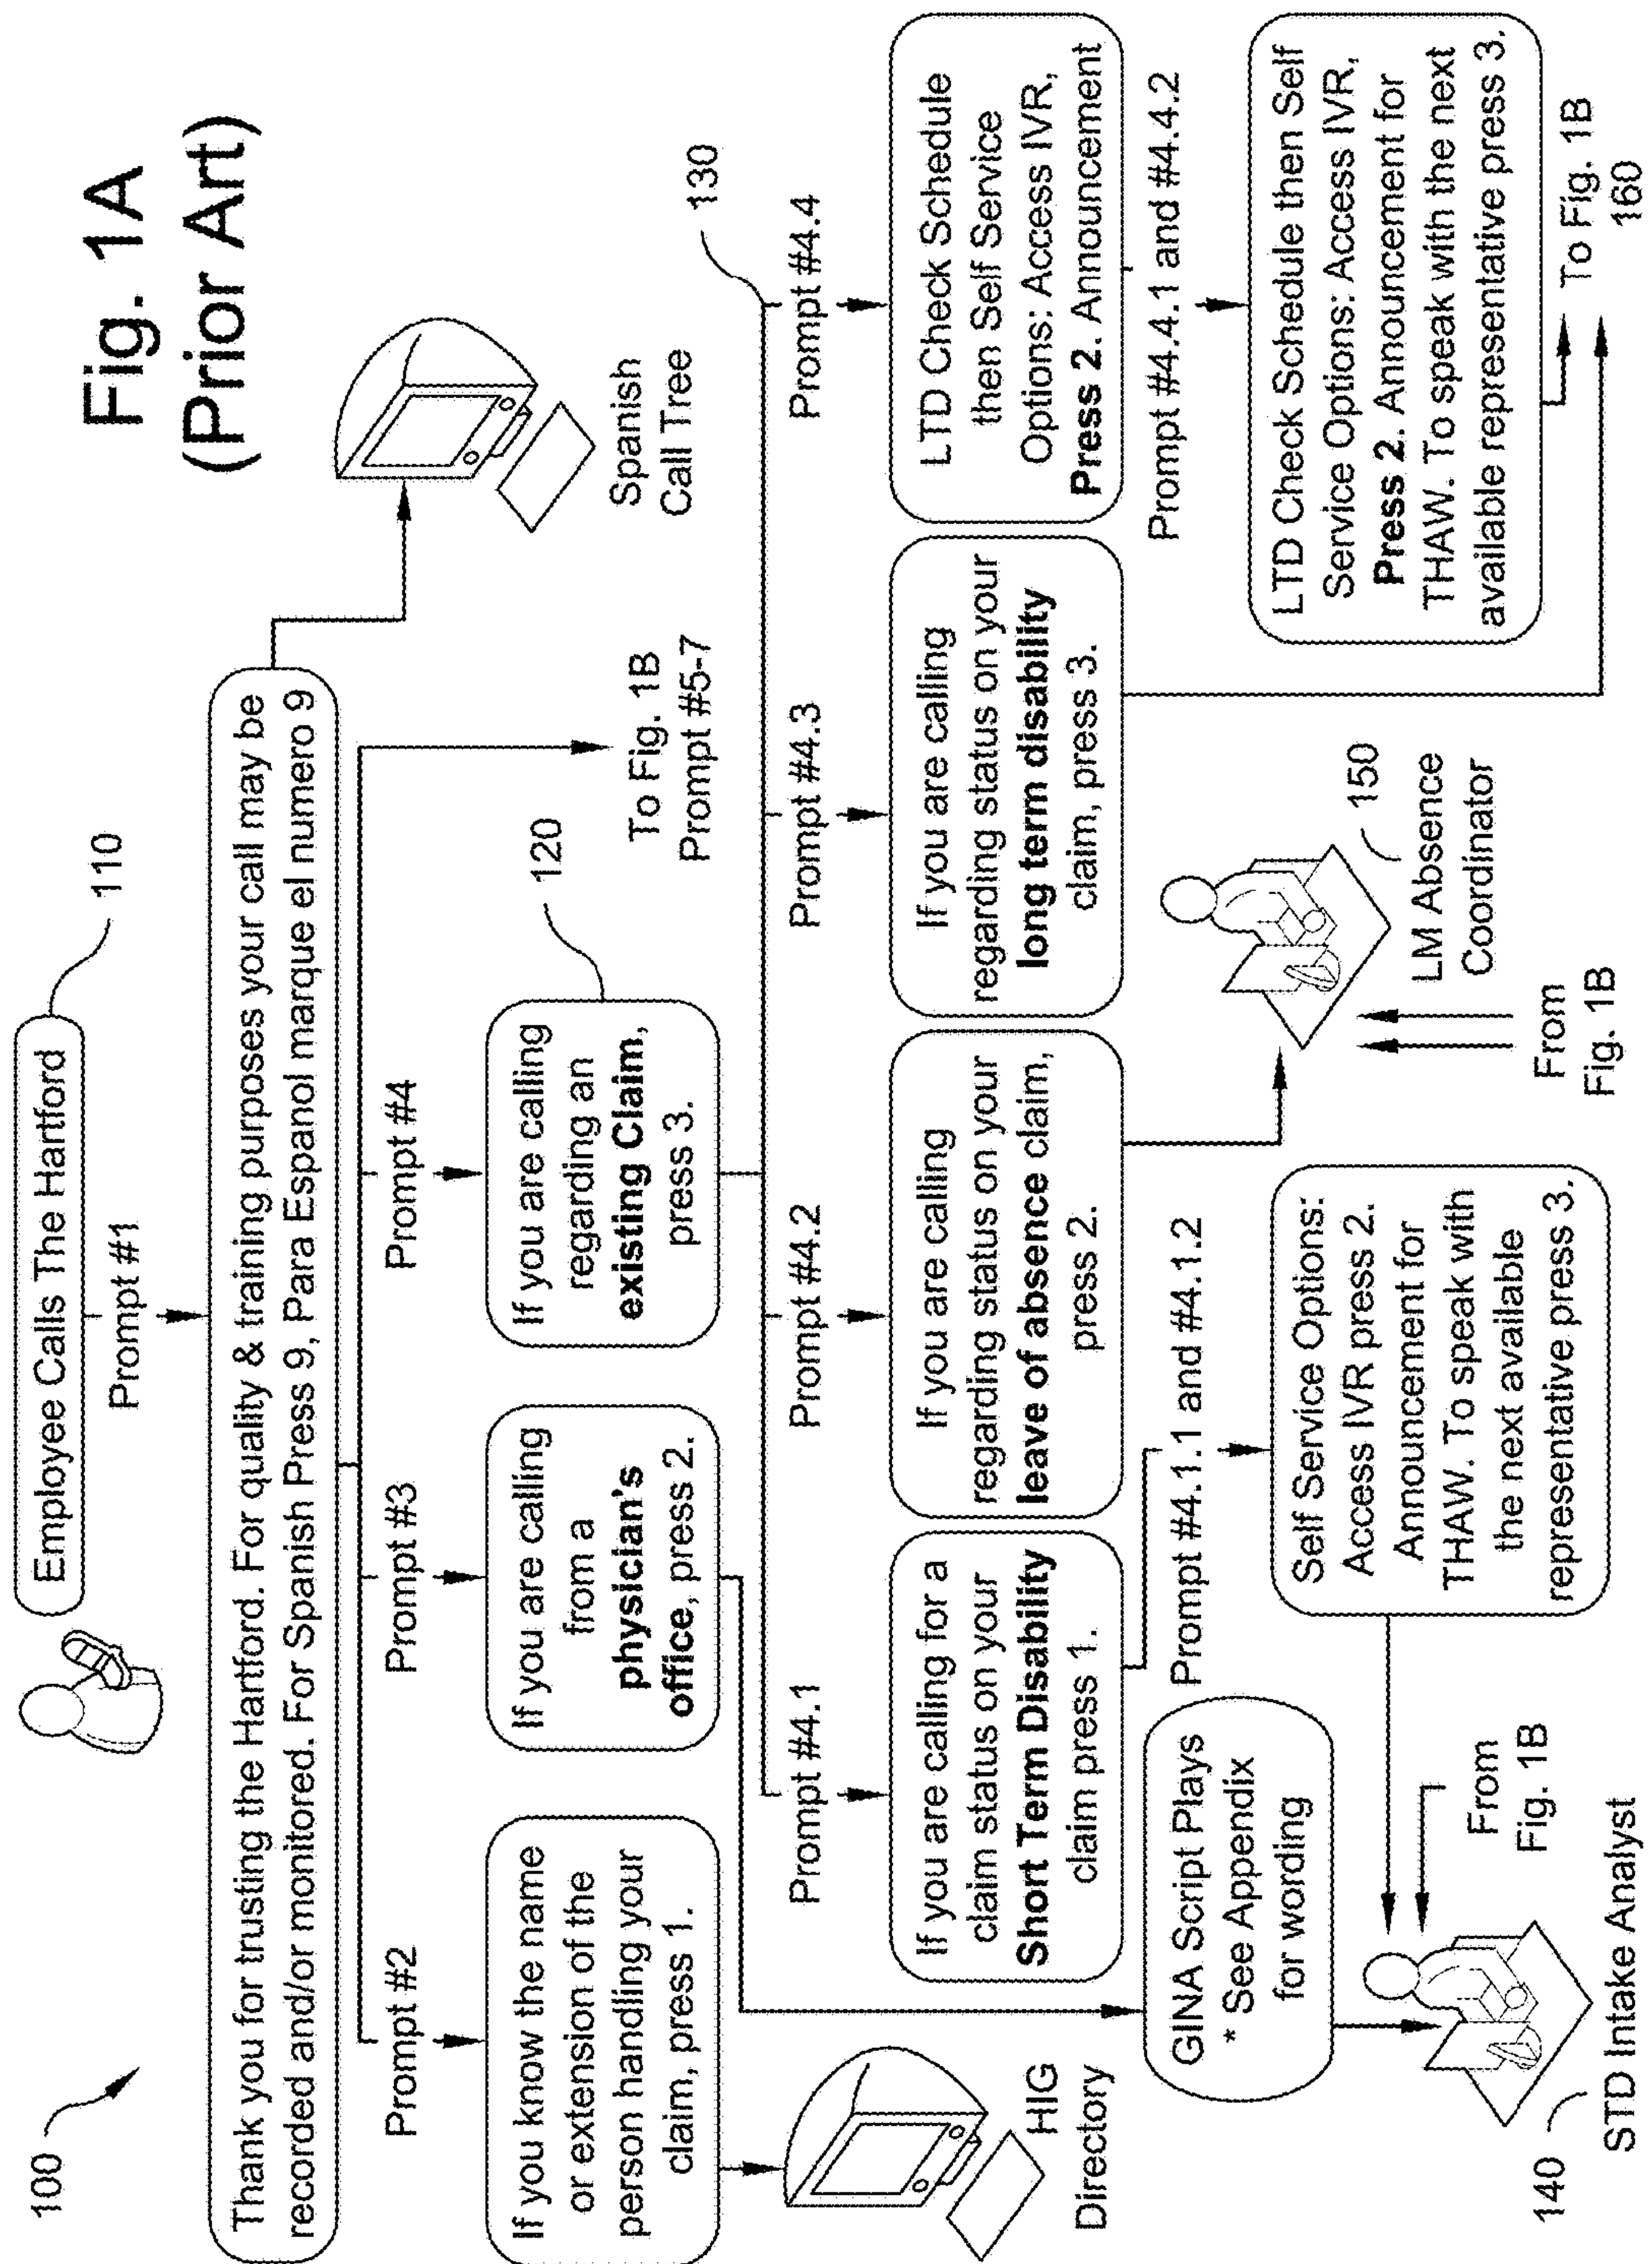 Fig. 1A
(Prior Art)
100
Employee Calls The Hartford
110
Prompt #1
Thank you for trusting the Hartford. For quality & training purposes your call may be
recorded and/or monitored. For Spanish Press 9, Para Espanol marque el numero 9
Spanish
Call Tree
Prompt #2
Prompt #3
Prompt #4
To Fig. 1B
Prompt #5-7
If you know the name
or extension of the
person handling your
claim, press 1.
If you are calling
from a
physician's
office, press 2.
If you are calling
regarding an
existing Claim,
press 3.
120
130
HIG
Directory
Prompt #4.1
Prompt #4.2
Prompt #4.3
Prompt #4.4
If you are calling for a
claim status on your
Short Term Disability
claim press 1.
If you are calling
regarding status on your
leave of absence claim,
press 2.
If you are calling
regarding status on your
long term disability
claim, press 3.
LTD Check Schedule
then Self Service
Options: Access IVR,
Press 2. Announcement
GINA Script Plays
* See Appendix
for wording
Prompt #4.1.1 and #4.1.2
Prompt #4.4.1 and #4.4.2
Self Service Options:
Access IVR press 2.
Announcement for
THAW. To speak with
the next available
representative press 3.
150
LM Absence
Coordinator
From
Fig. 1B
LTD Check Schedule then Self
Service Options: Access IVR,
Press 2. Announcement for
THAW. To speak with the next
available representative press 3.
From
Fig. 1B
140
STD Intake Analyst
To Fig. 1B
160